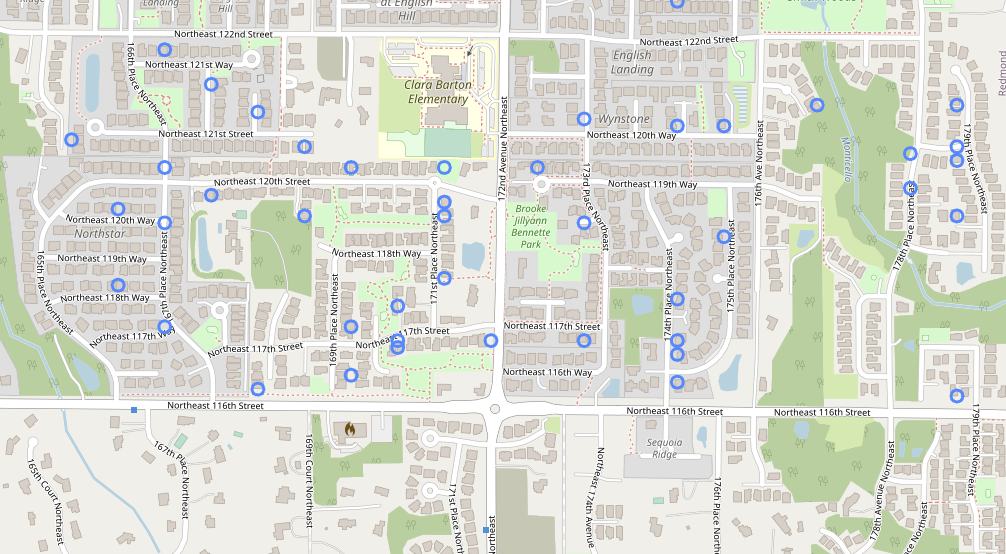 Landing
Hill
at English
Hill
Northeast 122nd Street
Northeast 122nd Street
English
Landing
Northeast 121st Way
166th Place Northeast
Clara Barton
Elementary
172nd Avenue Northeast
Wynstone
Northeast 121st Street
Northeast 120th Way
176th Ave Northeast
Monticello
179th Place Northeast
Redmond
Northeast 120th Street
Northeast 119th Way
173rd Place Northeast
Northeast 120th Way
Northstar
Brooke
Jillyann
Bennette
Park
171st Place Northeast
167th Place Northeast
165th Place Northeast
Northeast 119th Way
Northeast 118th Way
178th Place Northeast
175th Place Northeast
174th Place Northeast
169th Place Northeast
Northeast 118th Way
Northeast 117th Way
Northeast 117th Street
Northeast 117th Street
Northeast 117th Street
Northeast 116th Way
Northeast 116th Street
Northeast 116th Street
Northeast 116th Street
179th Place Northeast
Sequoia
Ridge
165th Court Northeast
167th Place Northeast
169th Court Northeast
171st Place Northeast
Northeast
Northeast 174th Avenue
176th Place Northeast
178th Avenue Northeast
Northeast